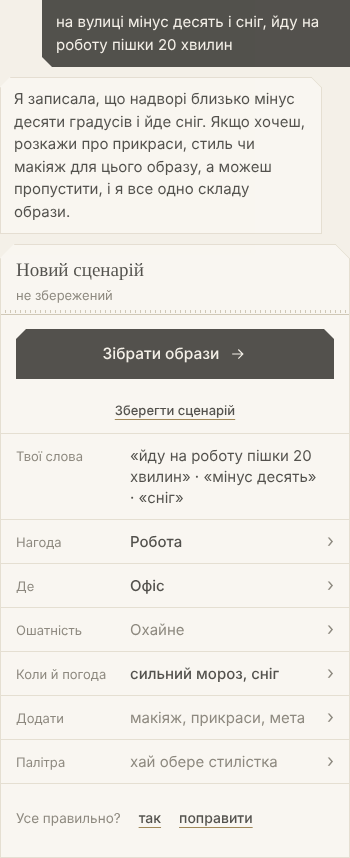 на вулиці мінус десять і сніг, йду на
роботу пішки 20 хвилин
Я записала, що надворі близько мінус
десяти градусів і йде сніг. Якщо хочеш,
розкажи про прикраси, стиль чи
макіяж для цього образу, а можеш
пропустити, і я все одно складу
образи.
Новий сценарій
не збережений
Зібрати образи →
Зберегти сценарій
Твої слова «йду на роботу пішки 20
хвилин» · «мінус десять»
· «сніг»
Нагода Робота
Де Офіс
Ошатність Охайне
Коли й погода сильний мороз, сніг
Додати макіяж, прикраси, мета
Палітра хай обере стилістка
Усе правильно? так поправити